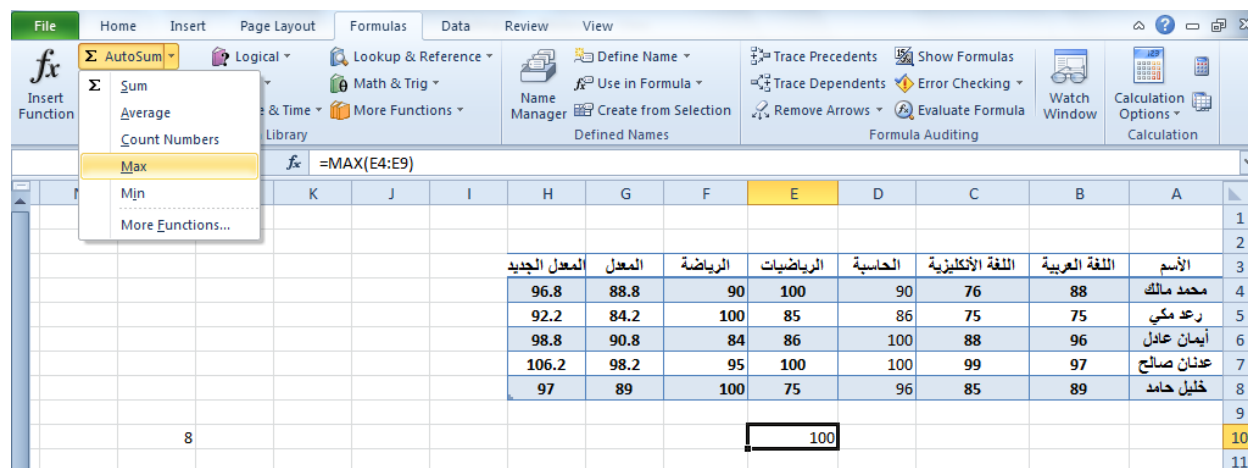 File Home Insert Page Layout Formulas Data Review View
fx Σ AutoSum Logical Lookup & Reference Define Name Trace Precedents Show Formulas
Σ Sum Math & Trig Use in Formula Trace Dependents Error Checking
Insert Function Average & Time More Functions Name Manager Create from Selection Remove Arrows Evaluate Formula Watch Window Calculation Options
Count Numbers Library Defined Names Formula Auditing Calculation
Max fx =MAX(E4:E9)
Min K J I H G F E D C B A
More Functions... 1
2
الأسم اللغة العربية اللغة الأنكليزية الحاسبة الرياضيات الرياضة المعدل المعدل الجديد 3
محمد مالك 88 76 90 100 90 88.8 96.8 4
رعد مكي 75 75 86 85 100 84.2 92.2 5
أيمان عادل 96 88 100 86 84 90.8 98.8 6
عدنان صالح 97 99 100 100 95 98.2 106.2 7
خليل حامد 89 85 96 75 100 89 97 8
9
8 100 10
11